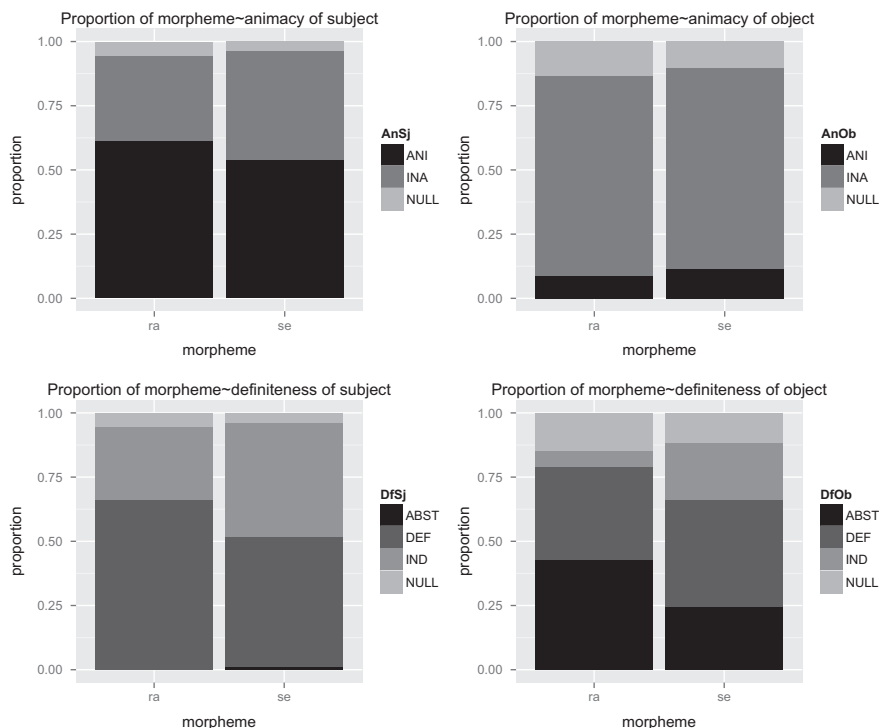 Proportion of morpheme~animacy of subject
1.00
0.75
0.50
0.25
0.00
proportion
ra
se
morpheme
AnSj
ANI
INA
NULL
Proportion of morpheme~animacy of object
1.00
0.75
0.50
0.25
0.00
proportion
ra
se
morpheme
AnOb
ANI
INA
NULL
Proportion of morpheme~definiteness of subject
1.00
0.75
0.50
0.25
0.00
proportion
ra
se
morpheme
DfSj
ABST
DEF
IND
NULL
Proportion of morpheme~definiteness of object
1.00
0.75
0.50
0.25
0.00
proportion
ra
se
morpheme
DfOb
ABST
DEF
IND
NULL